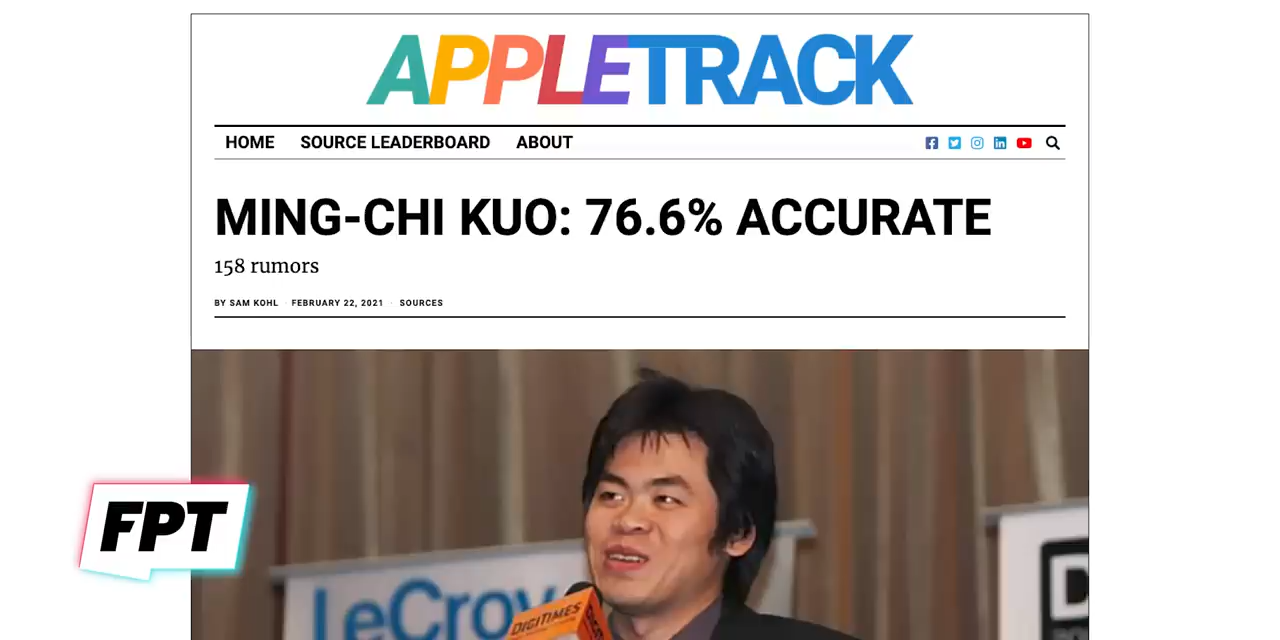 APPLETRACK
HOME SOURCE LEADERBOARD ABOUT
MING-CHI KUO: 76.6% ACCURATE
158 rumors
BY SAM KOHL · FEBRUARY 22, 2021 · SOURCES
FPT
LeCroy
DIGITIMES